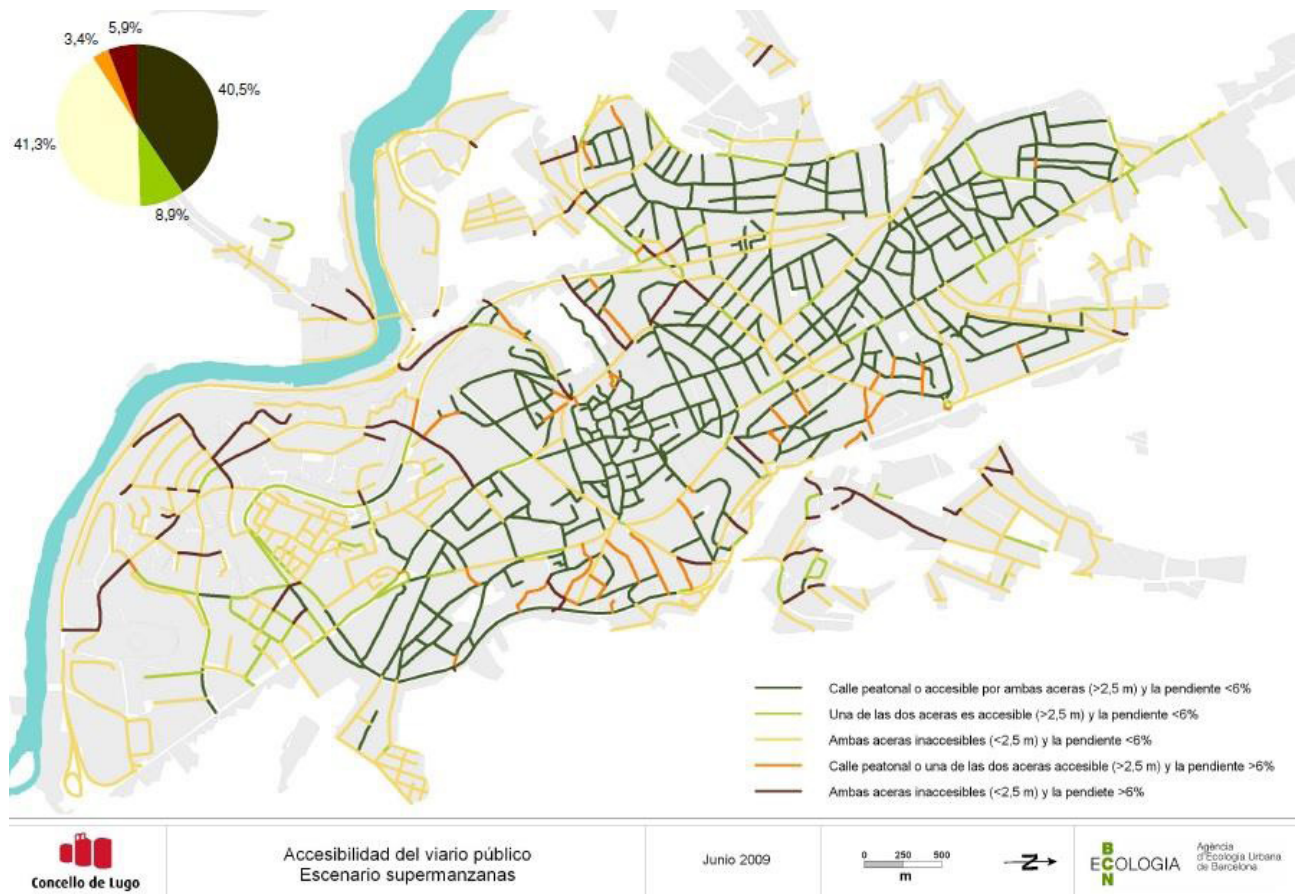 5,9%
3,4%
40,5%
41,3%
8,9%
Calle peatonal o accesible por ambas aceras (>2,5 m) y la pendiente <6%
Una de las dos aceras es accesible (>2,5 m) y la pendiente <6%
Ambas aceras inaccesibles (<2,5 m) y la pendiente <6%
Calle peatonal o una de las dos aceras accesible (>2,5 m) y la pendiente >6%
Ambas aceras inaccesibles (<2,5 m) y la pendiete >6%
Concello de Lugo
Accesibilidad del viario público
Escenario supermanzanas
Junio 2009
0 250 500
m
Z
BCN
ECOLOGIA
Agència
d'Ecologia Urbana
de Barcelona